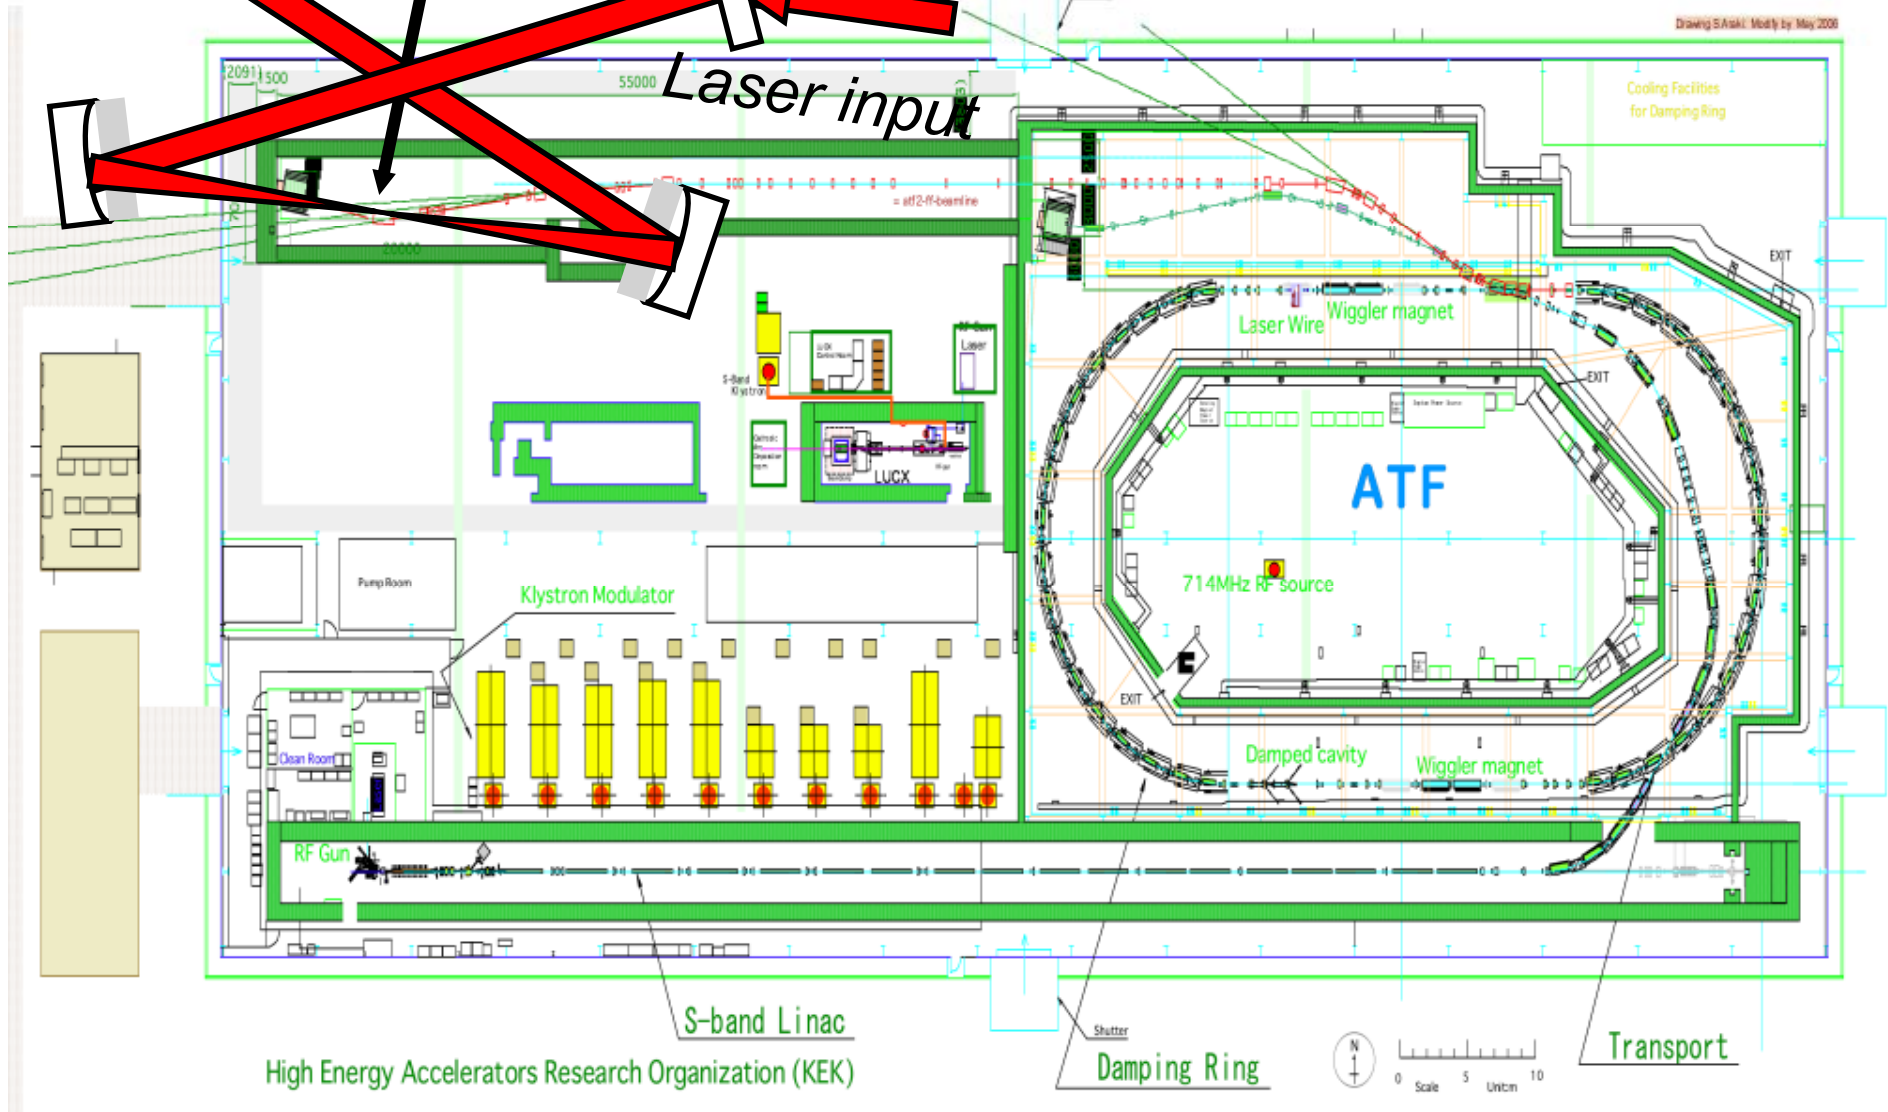 Drawing S.Araki: Modify by May 2006
Laser input
(2091)
1500
55000
Cooling Facilities
for Damping Ring
= atf2-ff-beamline
20000
EXIT
Laser Wire
Wiggler magnet
Laser
S-Band
Klystron
EXIT
LUCX
ATF
714MHz RF source
Pump Room
Klystron Modulator
EXIT
Clean Room
Damped cavity
Wiggler magnet
RF Gun
S-band Linac
Shutter
High Energy Accelerators Research Organization (KEK)
Damping Ring
N
0 5 10
Scale Unit:m
Transport